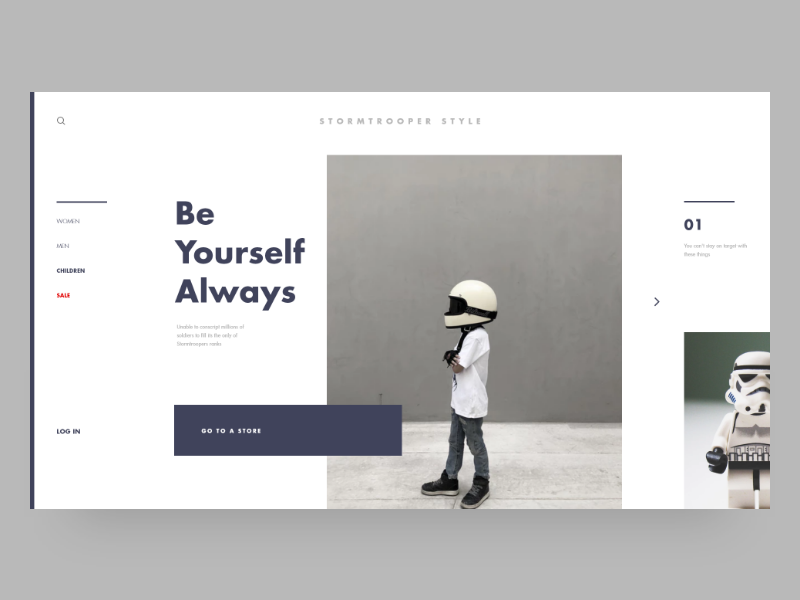 STORMTROOPER STYLE
WOMEN
MEN
CHILDREN
SALE
LOG IN
Be
Yourself
Always
Unable to conscript millions of
soldiers to fill in the rally of
Stormtroopers ranks
GO TO A STORE
01
You can't stay on target with
these things